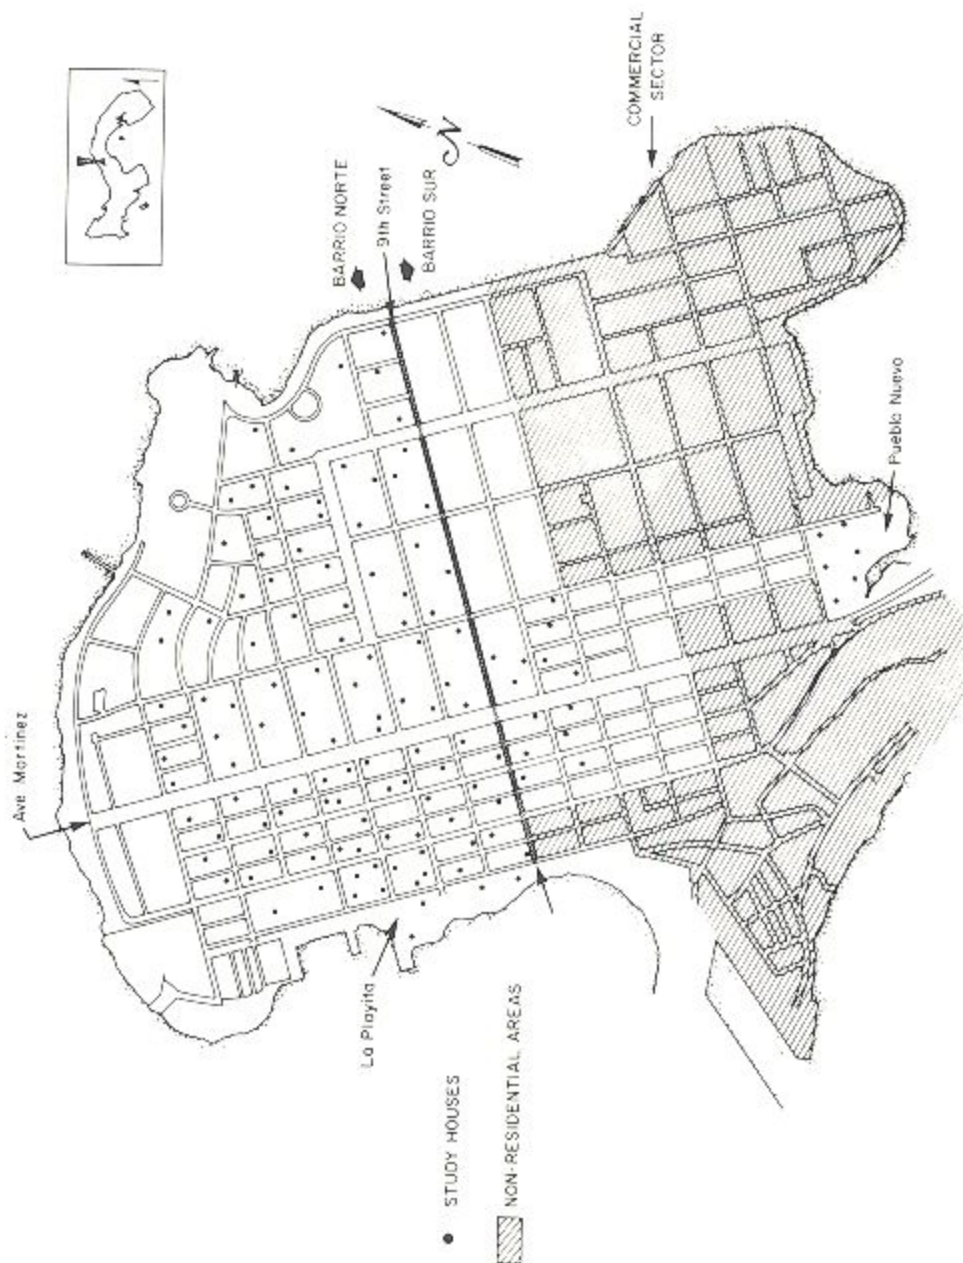 Ave Martinez
BARRIO NORTE
9th Street
BARRIO SUR
N
COMMERCIAL
SECTOR
La Playita
Pueblo Nuevo
STUDY HOUSES
NON-RESIDENTIAL AREAS